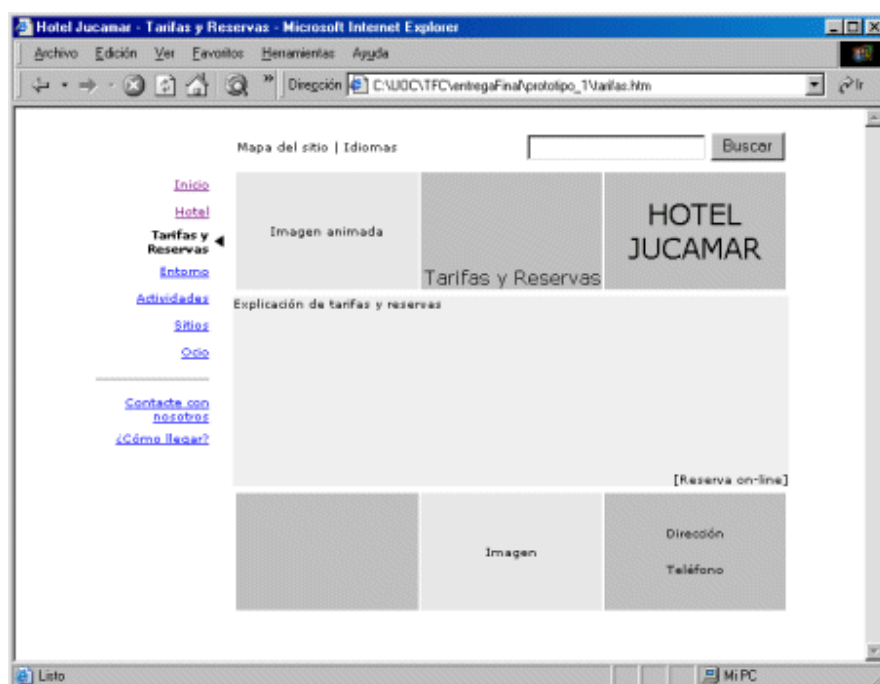 Hotel Jucamar - Tarifas y Reservas - Microsoft Internet Explorer
Archivo Edición Ver Favoritos Herramientas Ayuda
» Dirección C:\UOC\TFC\entregaFinal\prototipo_1\tarifas.htm Ir
Mapa del sitio | Idiomas Buscar
Inicio
Hotel
Tarifas y
Reservas
Entorno
Actividades
Sitios
Ocio
Contacte con
nosotros
¿Cómo llegar?
Imagen animada
Tarifas y Reservas
HOTEL
JUCAMAR
Explicación de tarifas y reservas
[Reserva on-line]
Imagen
Dirección
Teléfono
Listo Mi PC